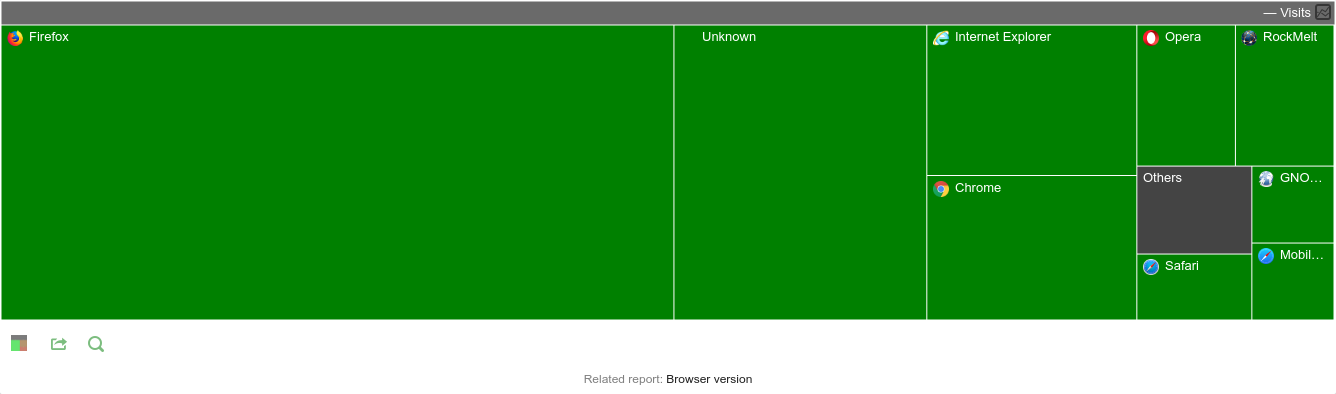 — Visits
Firefox
Unknown
Internet Explorer
Opera
RockMelt
Others
GNO...
Chrome
Mobil...
Safari
Related report: Browser version